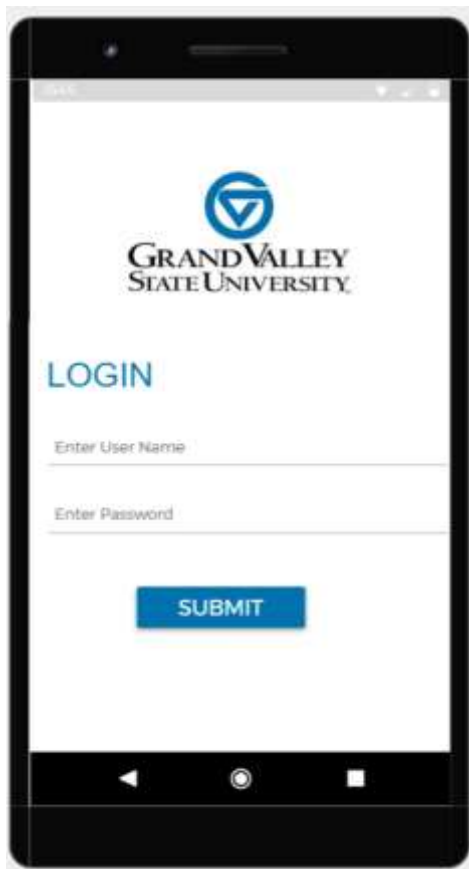 GRAND VALLEY
STATE UNIVERSITY
LOGIN
Enter User Name
Enter Password
SUBMIT